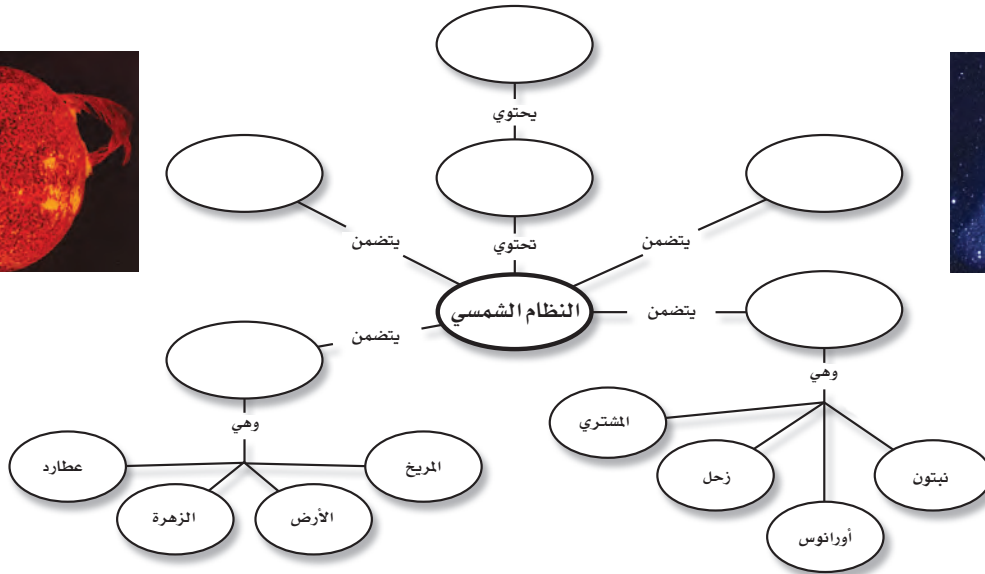 يحتوي
يتضمن
تحتوي
يتضمن
النظام الشمسي
يتضمن
يتضمن
وهي
المشتري
زحل
أورانوس
نبتون
وهي
المريخ
الأرض
الزهرة
عطارد